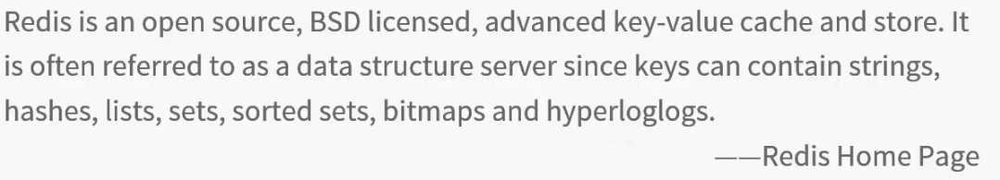 Redis is an open source, BSD licensed, advanced key-value cache and store. It
is often referred to as a data structure server since keys can contain strings,
hashes, lists, sets, sorted sets, bitmaps and hyperloglogs.
——Redis Home Page